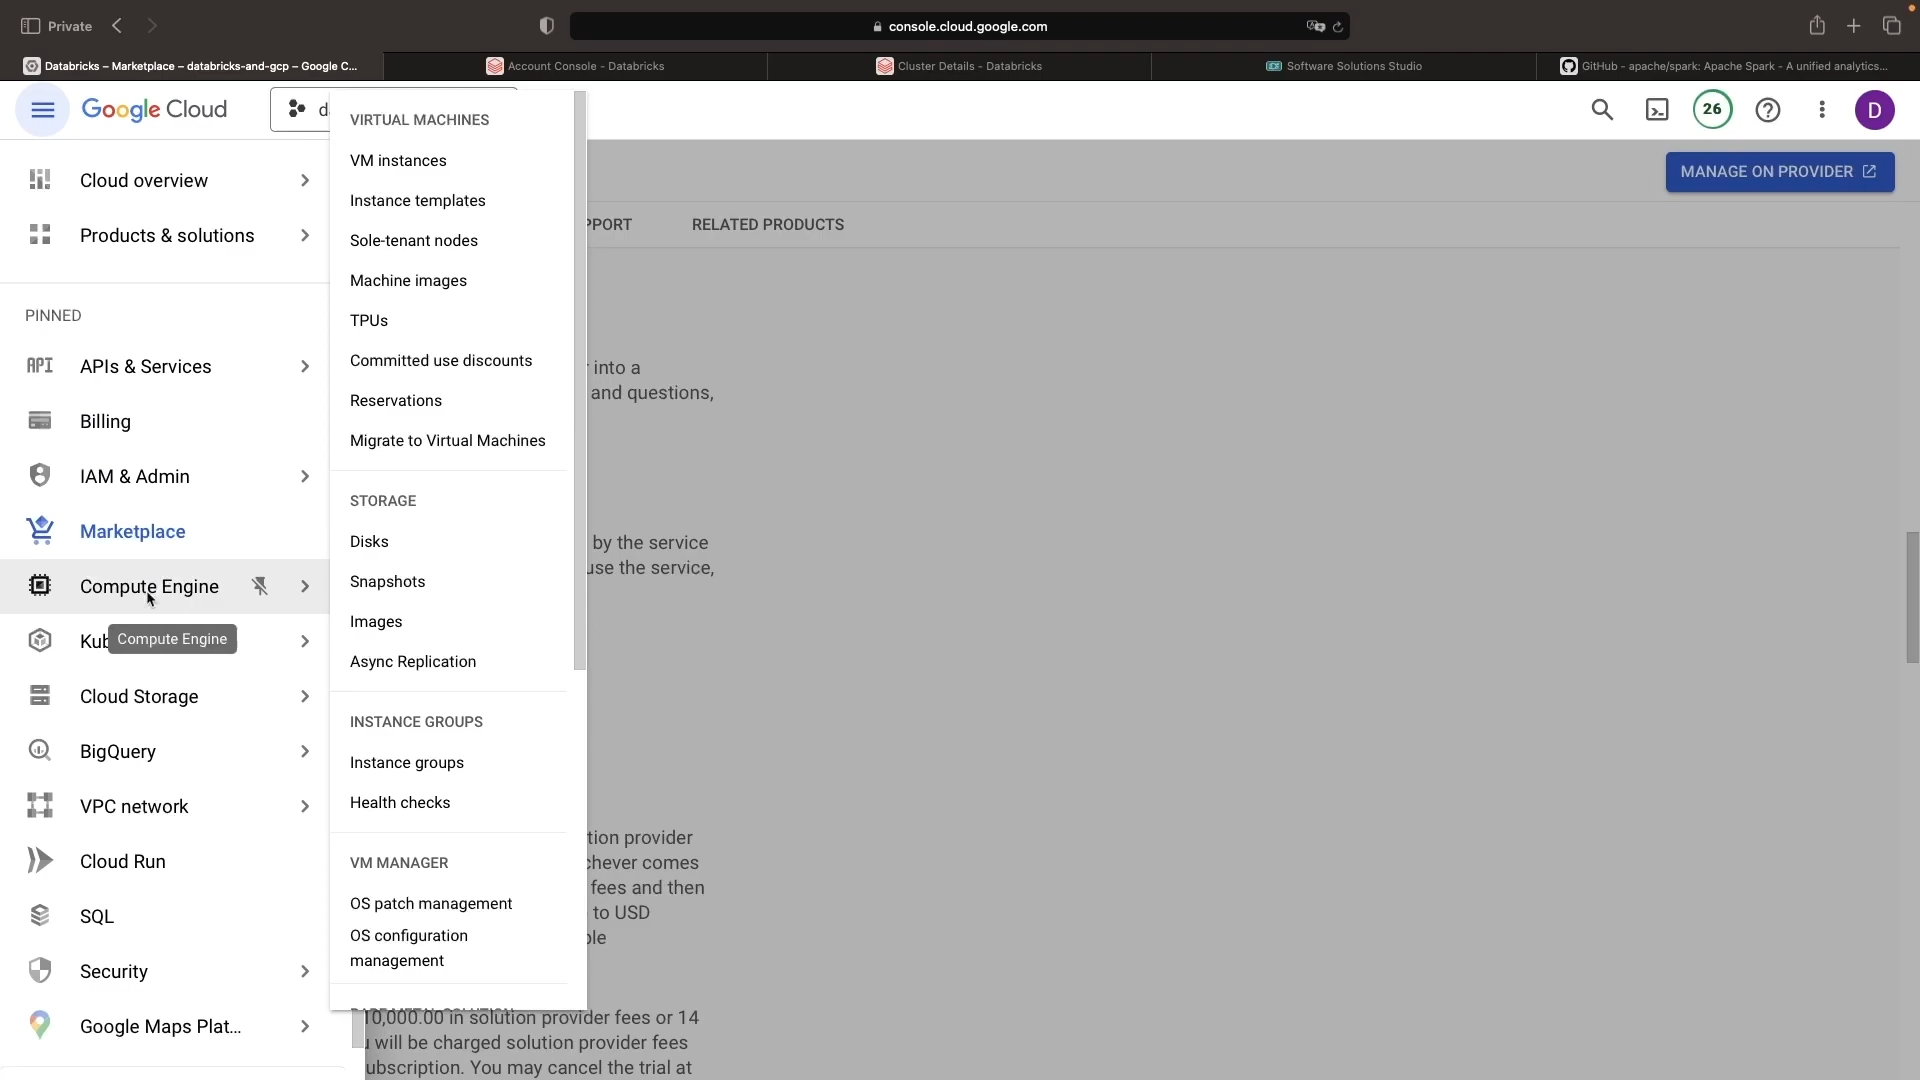 Private
console.cloud.google.com
Databricks – Marketplace – databricks-and-gcp – Google C...
Account Console - Databricks
Cluster Details - Databricks
Software Solutions Studio
GitHub - apache/spark: Apache Spark - A unified analytics...
Google Cloud
26
D
MANAGE ON PROVIDER
RELATED PRODUCTS
Cloud overview
Products & solutions
PINNED
APIs & Services
Billing
IAM & Admin
Marketplace
Compute Engine
Compute Engine
Cloud Storage
BigQuery
VPC network
Cloud Run
SQL
Security
Google Maps Plat...
VIRTUAL MACHINES
VM instances
Instance templates
Sole-tenant nodes
Machine images
TPUs
Committed use discounts
Reservations
Migrate to Virtual Machines
STORAGE
Disks
Snapshots
Images
Async Replication
INSTANCE GROUPS
Instance groups
Health checks
VM MANAGER
OS patch management
OS configuration
management
into a
and questions,
by the service
use the service,
provider
comes
fees and then
to USD
10,000.00 in solution provider fees or 14
will be charged solution provider fees
subscription. You may cancel the trial at